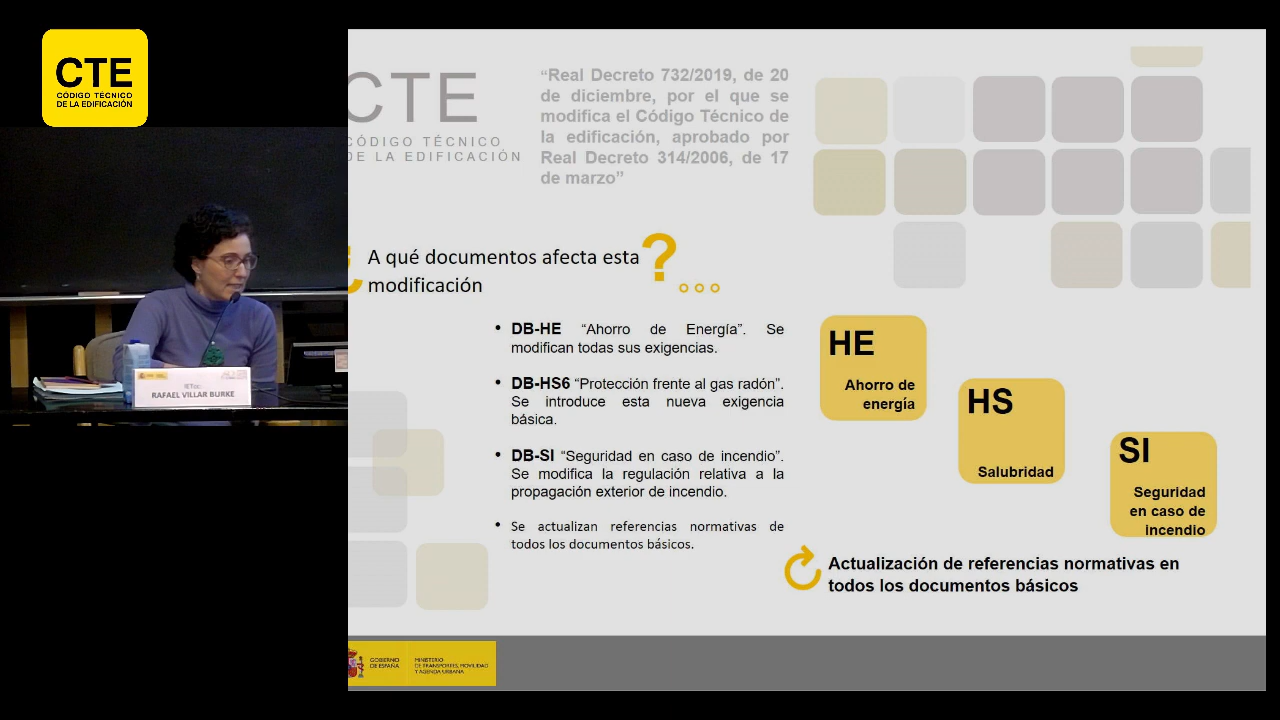 CTE
CÓDIGO TÉCNICO
DE LA EDIFICACIÓN
IETcc:
RAFAEL VILLAR BURKE
CTE
CÓDIGO TÉCNICO
DE LA EDIFICACIÓN
“Real Decreto 732/2019, de 20
de diciembre, por el que se
modifica el Código Técnico de
la edificación, aprobado por
Real Decreto 314/2006, de 17
de marzo”
¿A qué documentos afecta esta
modificación?...
• DB-HE “Ahorro de Energía”. Se
modifican todas sus exigencias.
• DB-HS6 “Protección frente al gas radón”.
Se introduce esta nueva exigencia
básica.
• DB-SI “Seguridad en caso de incendio”.
Se modifica la regulación relativa a la
propagación exterior de incendio.
• Se actualizan referencias normativas de
todos los documentos básicos.
HE
Ahorro de
energía
HS
Salubridad
SI
Seguridad
en caso de
incendio
Actualización de referencias normativas en
todos los documentos básicos
GOBIERNO
DE ESPAÑA
MINISTERIO
DE TRANSPORTES, MOVILIDAD
Y AGENDA URBANA